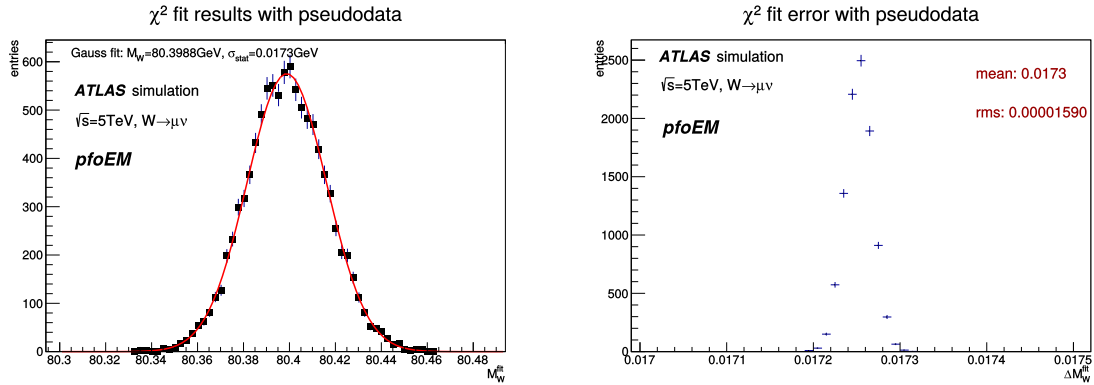 χ² fit results with pseudodata
entries
Gauss fit: M_W=80.3988GeV, σ_stat=0.0173GeV
ATLAS simulation
√s=5TeV, W→μν
pfoEM
600
500
400
300
200
100
0
80.3 80.32 80.34 80.36 80.38 80.4 80.42 80.44 80.46 80.48
M_W^fit
χ² fit error with pseudodata
entries
ATLAS simulation
√s=5TeV, W→μν
pfoEM
mean: 0.0173
rms: 0.00001590
2500
2000
1500
1000
500
0
0.017 0.0171 0.0172 0.0173 0.0174 0.0175
ΔM_W^fit